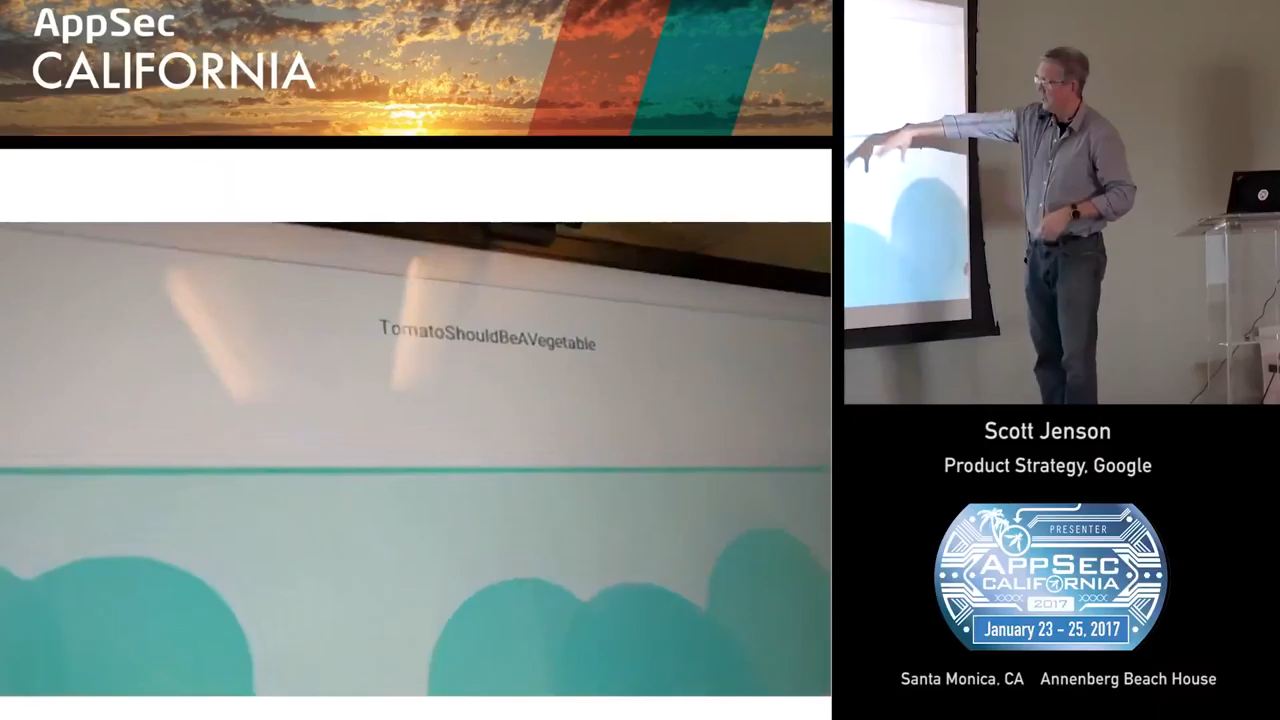 AppSec
CALIFORNIA
TomatoShouldBeAVegetable
Scott Jenson
Product Strategy, Google
PRESENTER
APPSEC
CALIFORNIA
2017
January 23 - 25, 2017
Santa Monica, CA Annenberg Beach House